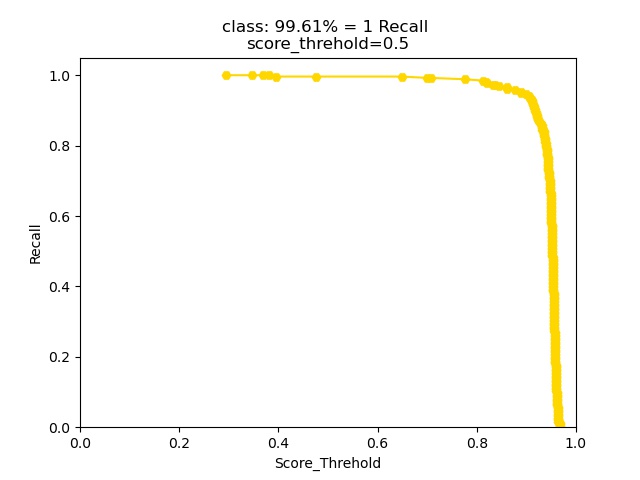 class: 99.61% = 1 Recall
score_threhold=0.5
1.0
0.8
0.6
0.4
0.2
0.0
Recall
0.0 0.2 0.4 0.6 0.8 1.0
Score_Threhold